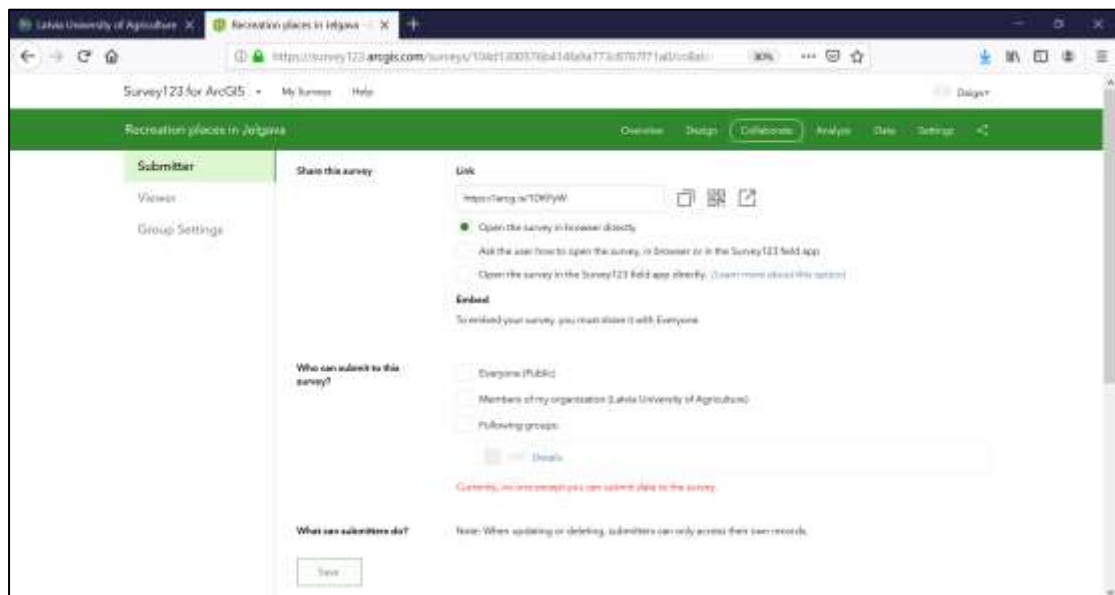 Latvia University of Agriculture
Recreation places in Jelgava
80%
Survey123 for ArcGIS My Surveys Help
Recreation places in Jelgava Overview Design Collaborate Analyze Data Settings
Submitter
Viewer
Group Settings
Share this survey
Link
Open the survey in browser directly
Ask the user how to open the survey, in browser or in the Survey123 field app
Open the survey in the Survey123 field app directly. (Learn more about this option)
Embed
To embed your survey, you must share it with Everyone
Who can submit to this
survey?
Everyone (Public)
Members of my organization (Latvia University of Agriculture)
Following groups:
Details
Currently, no one except you can submit data to the survey.
What can submitters do?
Note: When updating or deleting, submitters can only access their own records.
Save